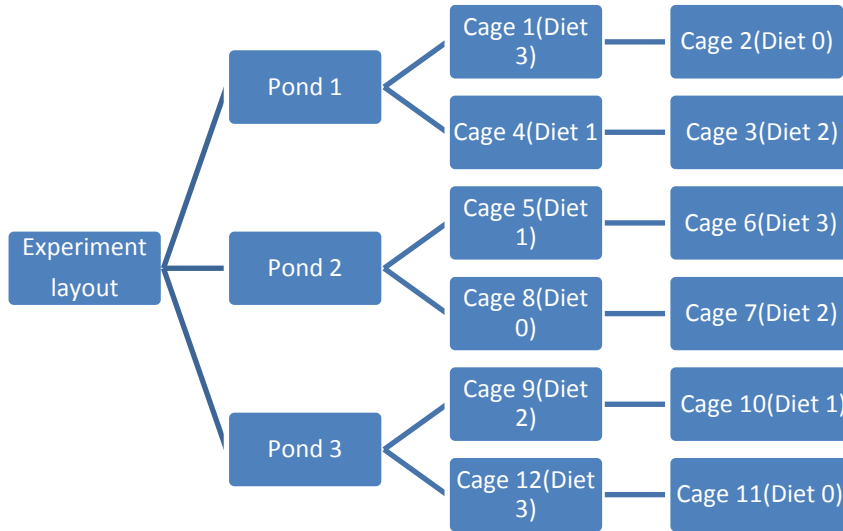 Experiment
layout
Pond 1
Cage 1(Diet
3)
Cage 2(Diet 0)
Cage 4(Diet 1
Cage 3(Diet 2)
Pond 2
Cage 5(Diet
1)
Cage 6(Diet 3)
Cage 8(Diet
0)
Cage 7(Diet 2)
Pond 3
Cage 9(Diet
2)
Cage 10(Diet 1)
Cage 12(Diet
3)
Cage 11(Diet 0)